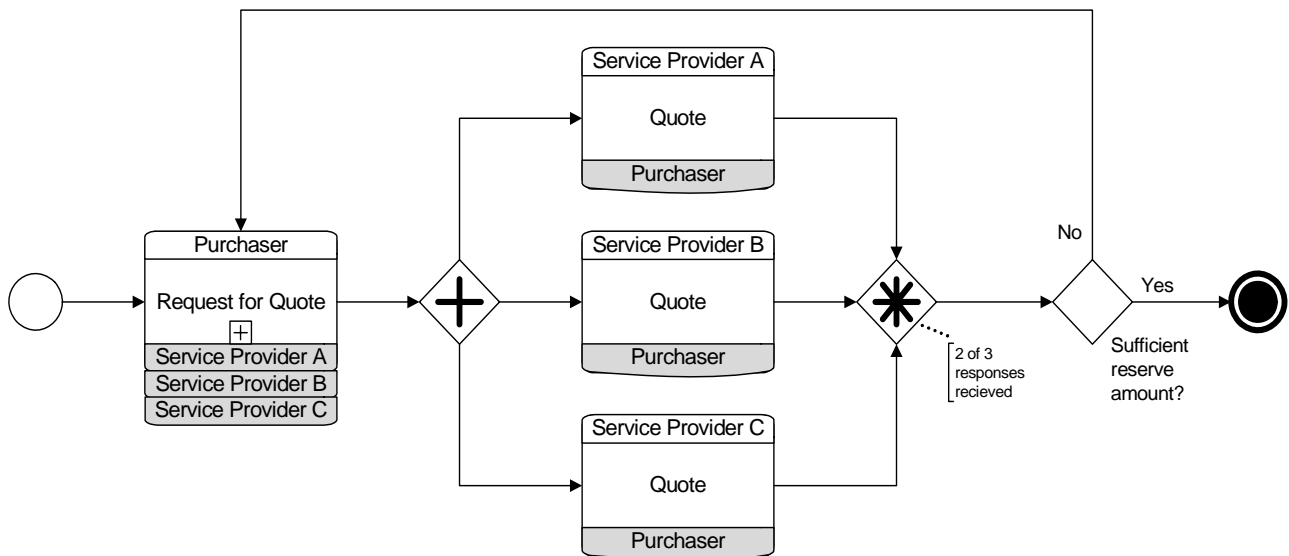 Service Provider A
Quote
Purchaser
No
Purchaser
Request for Quote
Service Provider A
Service Provider B
Service Provider C
Service Provider B
Quote
Purchaser
Yes
Sufficient
reserve
amount?
2 of 3
responses
recieved
Service Provider C
Quote
Purchaser